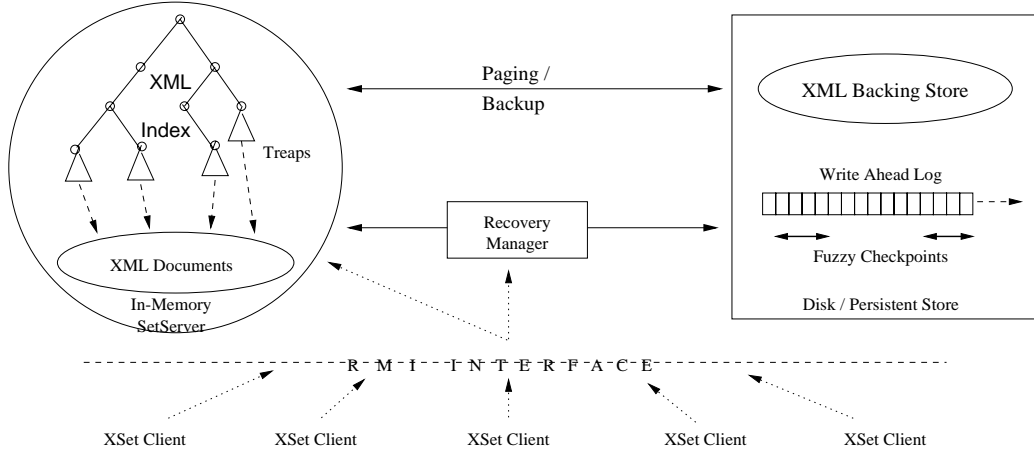 XML
Index
Treaps
XML Documents
In-Memory
SetServer
Paging /
Backup
Recovery
Manager
XML Backing Store
Write Ahead Log
Fuzzy Checkpoints
Disk / Persistent Store
R M I I N T E R F A C E
XSet Client
XSet Client
XSet Client
XSet Client
XSet Client